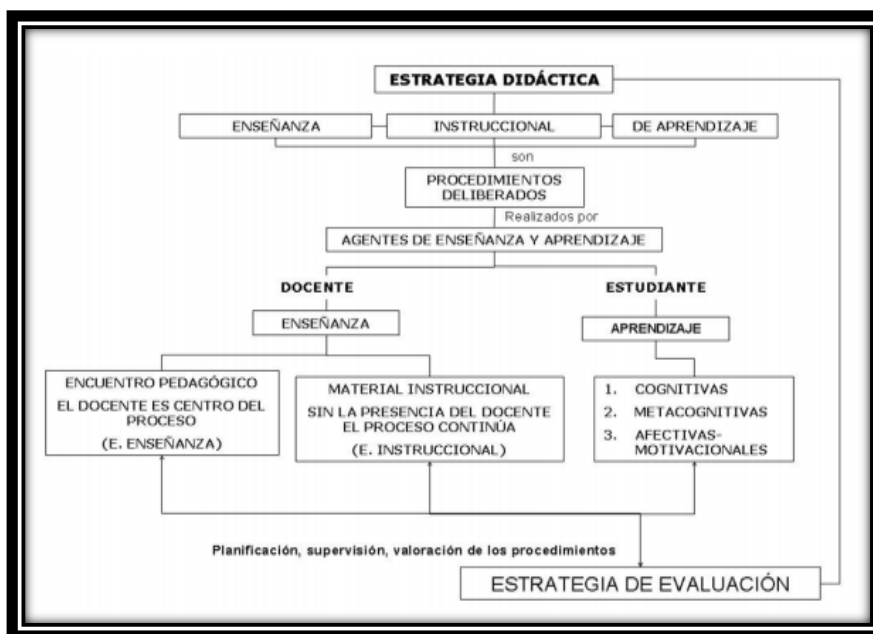 ESTRATEGIA DIDÁCTICA
ENSEÑANZA
INSTRUCCIONAL
DE APRENDIZAJE
son
PROCEDIMIENTOS
DELIBERADOS
Realizados por
AGENTES DE ENSEÑANZA Y APRENDIZAJE
DOCENTE
ESTUDIANTE
ENSEÑANZA
APRENDIZAJE
ENCUENTRO PEDAGÓGICO
EL DOCENTE ES CENTRO DEL
PROCESO
(E. ENSEÑANZA)
MATERIAL INSTRUCCIONAL
SIN LA PRESENCIA DEL DOCENTE
EL PROCESO CONTINÚA
(E. INSTRUCCIONAL)
1. COGNITIVAS
2. METACOGNITIVAS
3. AFECTIVAS-
MOTIVACIONALES
Planificación, supervisión, valoración de los procedimientos
ESTRATEGIA DE EVALUACIÓN